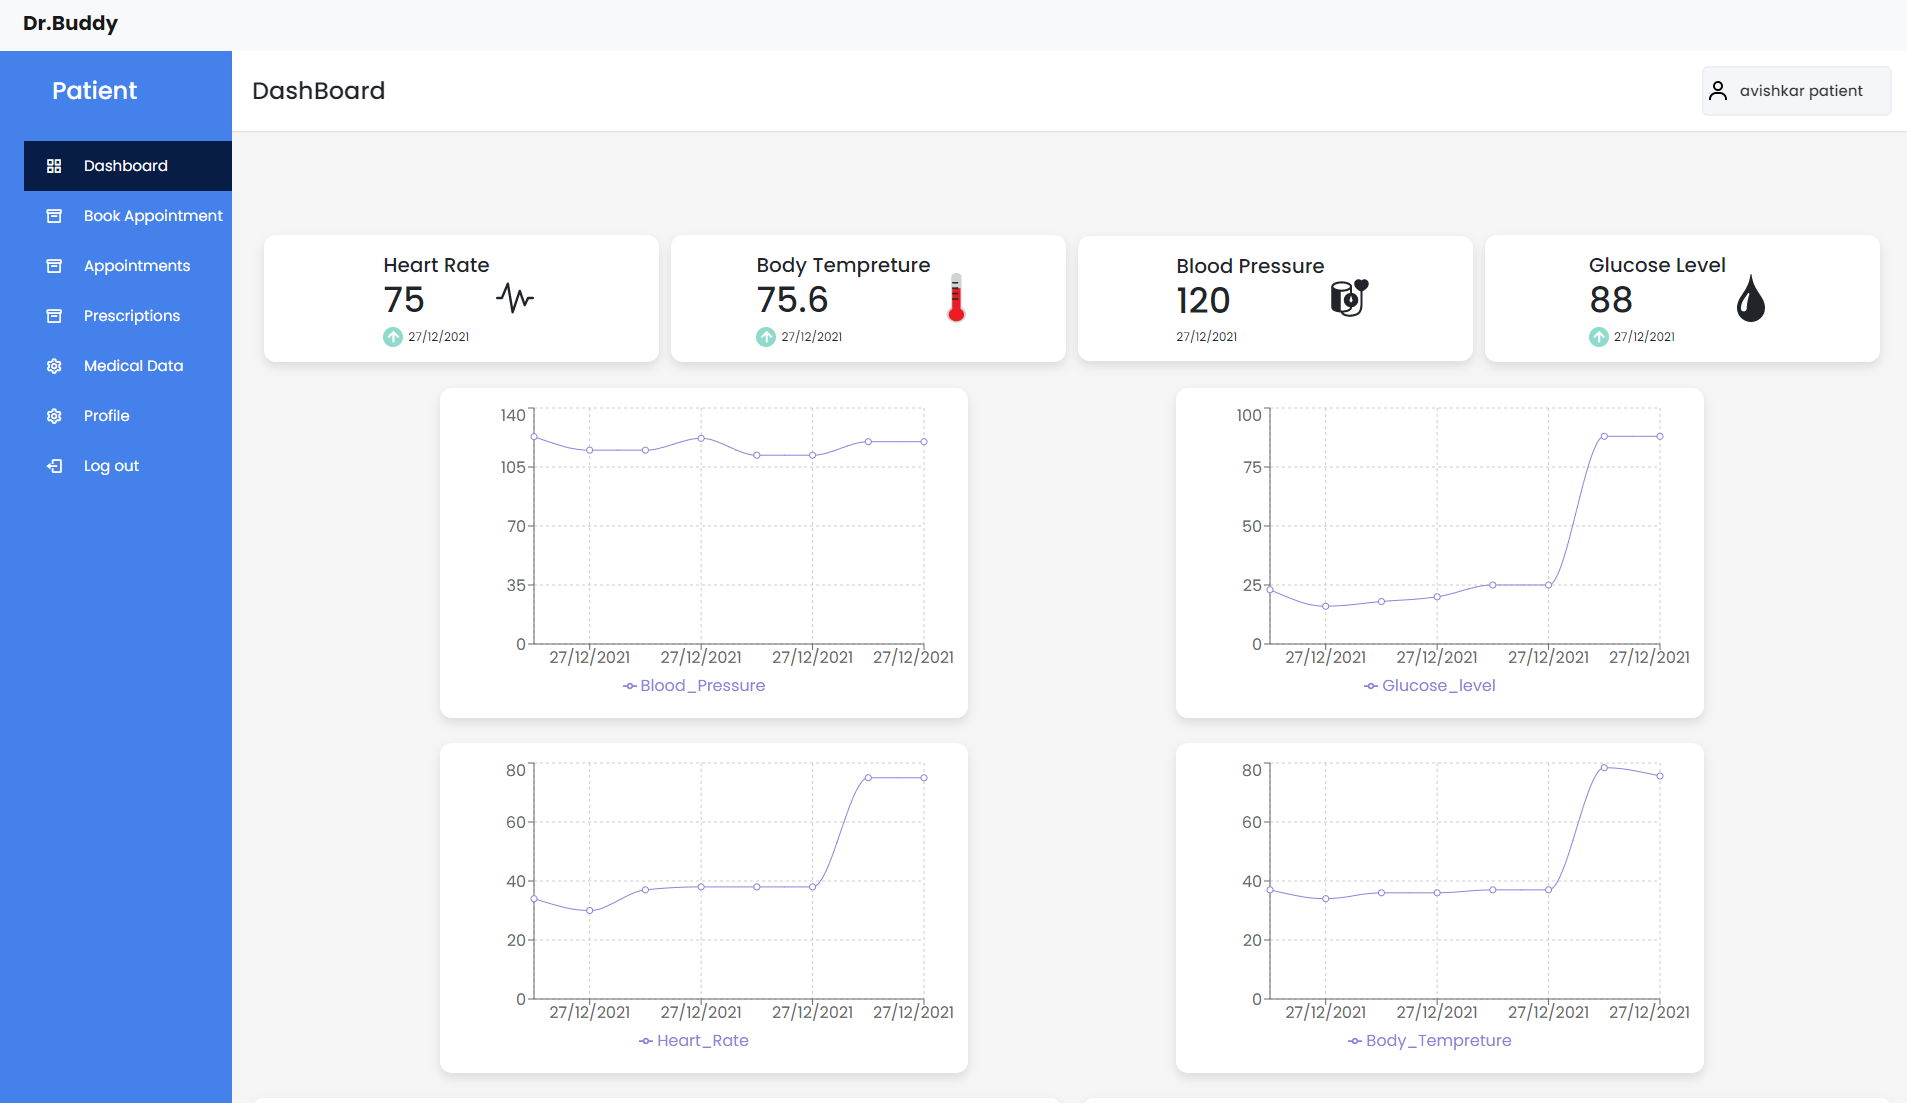 Dr.Buddy
Patient
DashBoard
avishkar patient
Dashboard
Book Appointment
Appointments
Prescriptions
Medical Data
Profile
Log out
Heart Rate
75
27/12/2021
Body Tempreture
75.6
27/12/2021
Blood Pressure
120
27/12/2021
Glucose Level
88
27/12/2021
140
105
70
35
0
27/12/2021 27/12/2021 27/12/2021 27/12/2021
Blood_Pressure
100
75
50
25
0
27/12/2021 27/12/2021 27/12/2021 27/12/2021
Glucose_level
80
60
40
20
0
27/12/2021 27/12/2021 27/12/2021 27/12/2021
Heart_Rate
80
60
40
20
0
27/12/2021 27/12/2021 27/12/2021 27/12/2021
Body_Tempreture